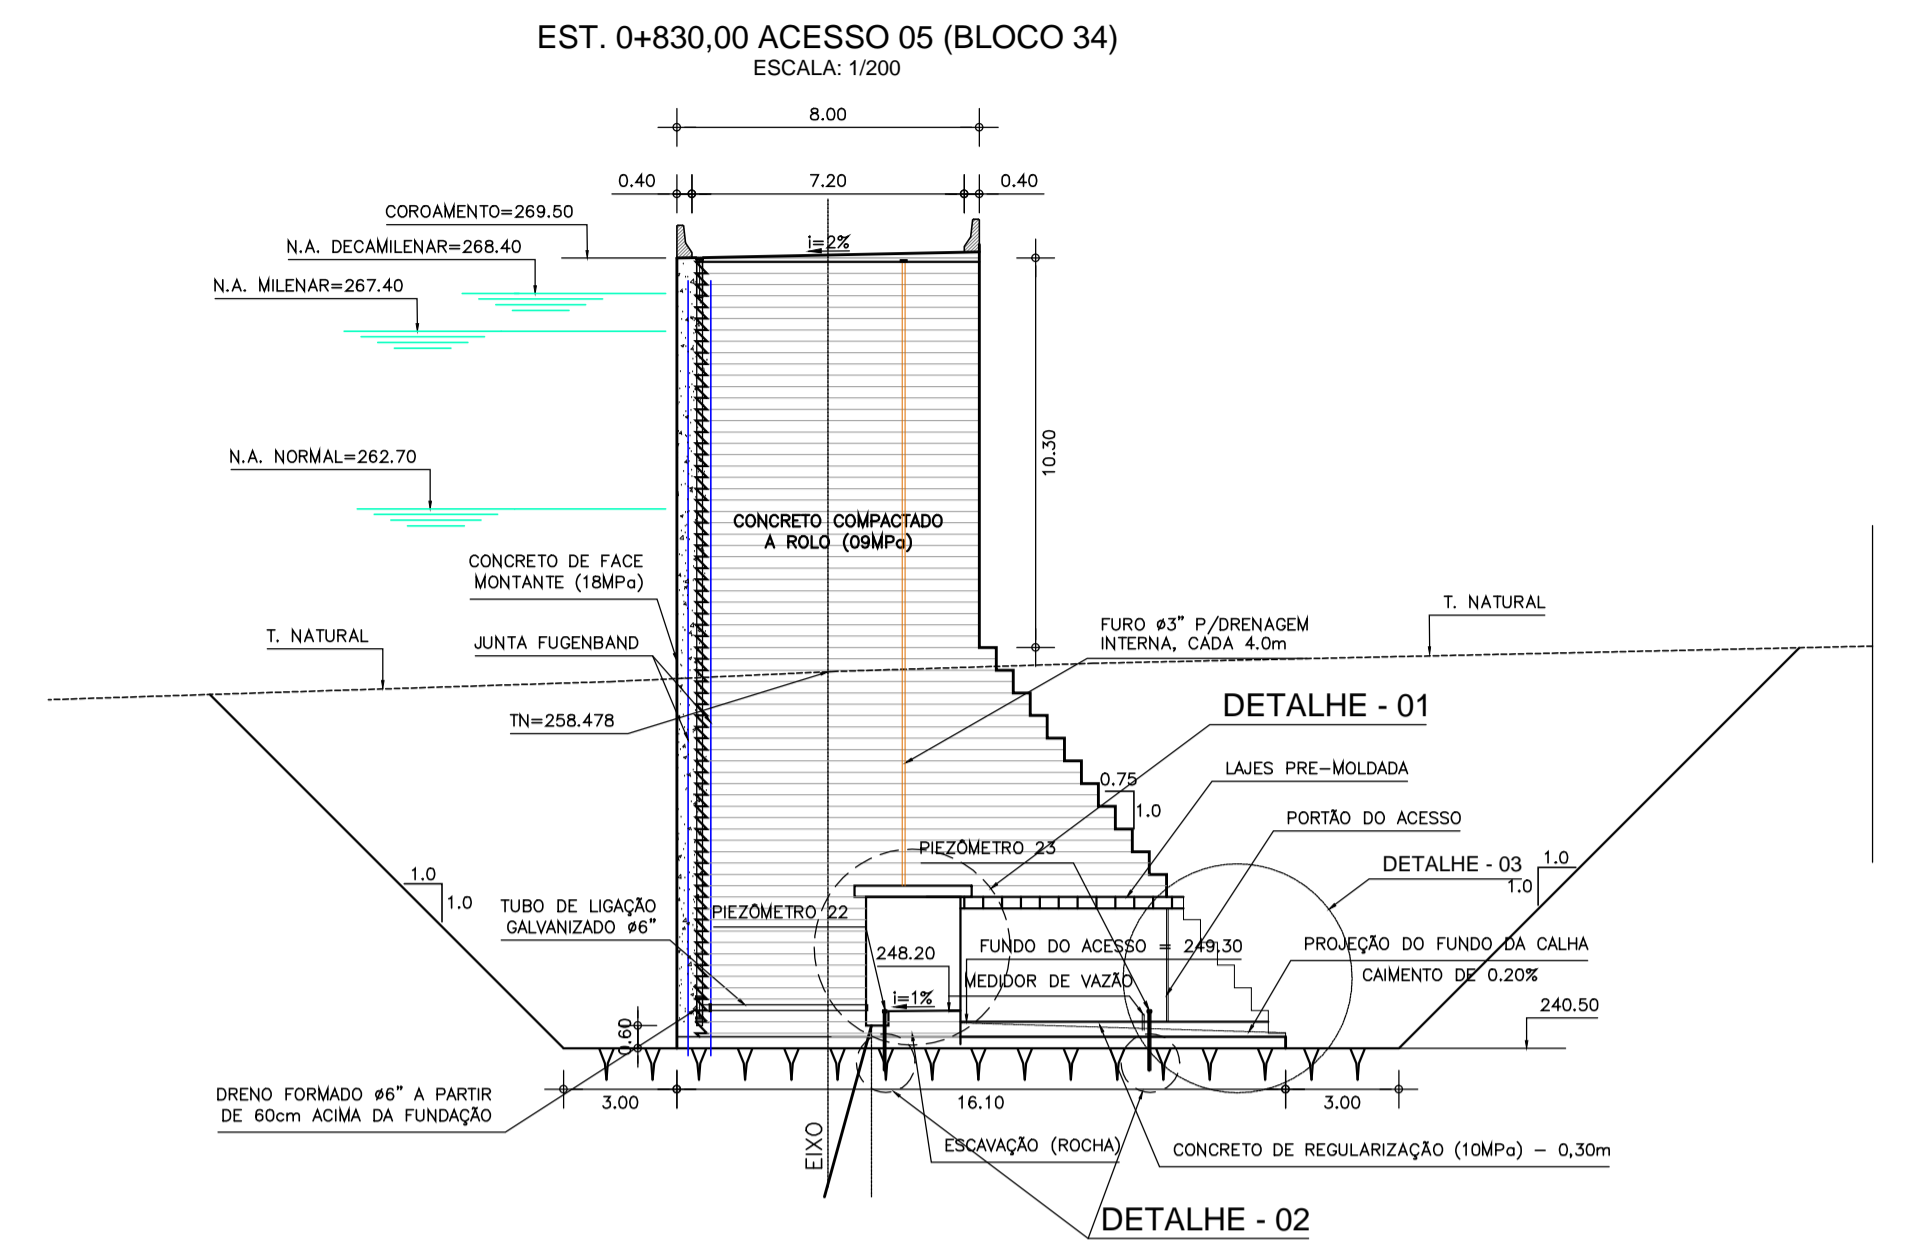 EST. 0+830,00 ACESSO 05 (BLOCO 34)
ESCALA: 1/200
8.00
0.40
7.20
0.40
COROAMENTO=269.50
i=2%
N.A. DECAMILENAR=268.40
N.A. MILENAR=267.40
10.30
N.A. NORMAL=262.70
CONCRETO COMPACTADO
A ROLO (09MPa)
CONCRETO DE FACE
MONTANTE (18MPa)
T. NATURAL
FURO ø3" P/DRENAGEM
INTERNA, CADA 4.0m
T. NATURAL
JUNTA FUGENBAND
TN=258.478
DETALHE - 01
LAJES PRE-MOLDADA
0.75
1.0
PORTÃO DO ACESSO
PIEZÔMETRO 23
DETALHE - 03
1.0
1.0
1.0
1.0
TUBO DE LIGAÇÃO
GALVANIZADO ø6"
PIEZÔMETRO 22
248.20
FUNDO DO ACESSO = 249.30
PROJEÇÃO DO FUNDO DA CALHA
CAIMENTO DE 0.20%
MEDIDOR DE VAZÃO
i=1%
240.50
0.60
DRENO FORMADO ø6" A PARTIR
DE 60cm ACIMA DA FUNDAÇÃO
3.00
16.10
3.00
EIXO
ESCAVAÇÃO (ROCHA)
CONCRETO DE REGULARIZAÇÃO (10MPa) - 0,30m
DETALHE - 02